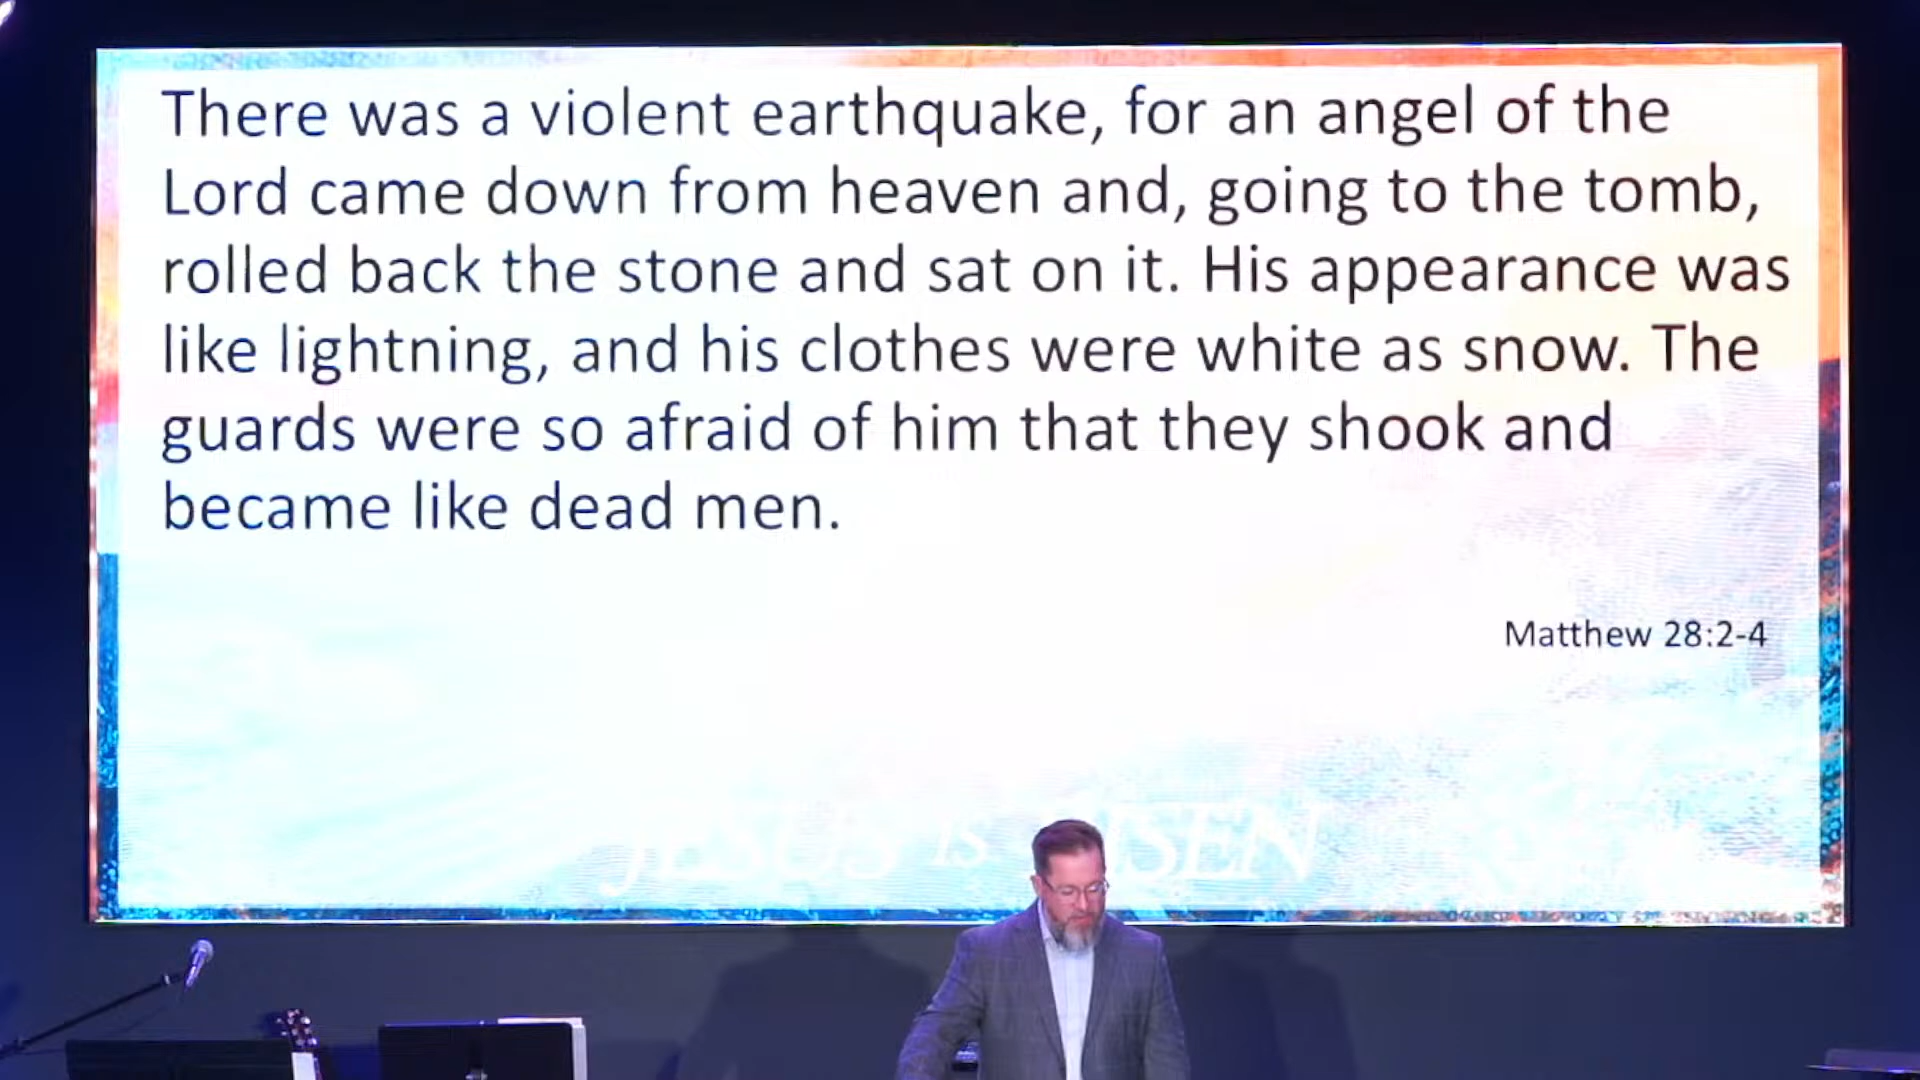 There was a violent earthquake, for an angel of the
Lord came down from heaven and, going to the tomb,
rolled back the stone and sat on it. His appearance was
like lightning, and his clothes were white as snow. The
guards were so afraid of him that they shook and
became like dead men.
Matthew 28:2-4
JESUS IS RISEN